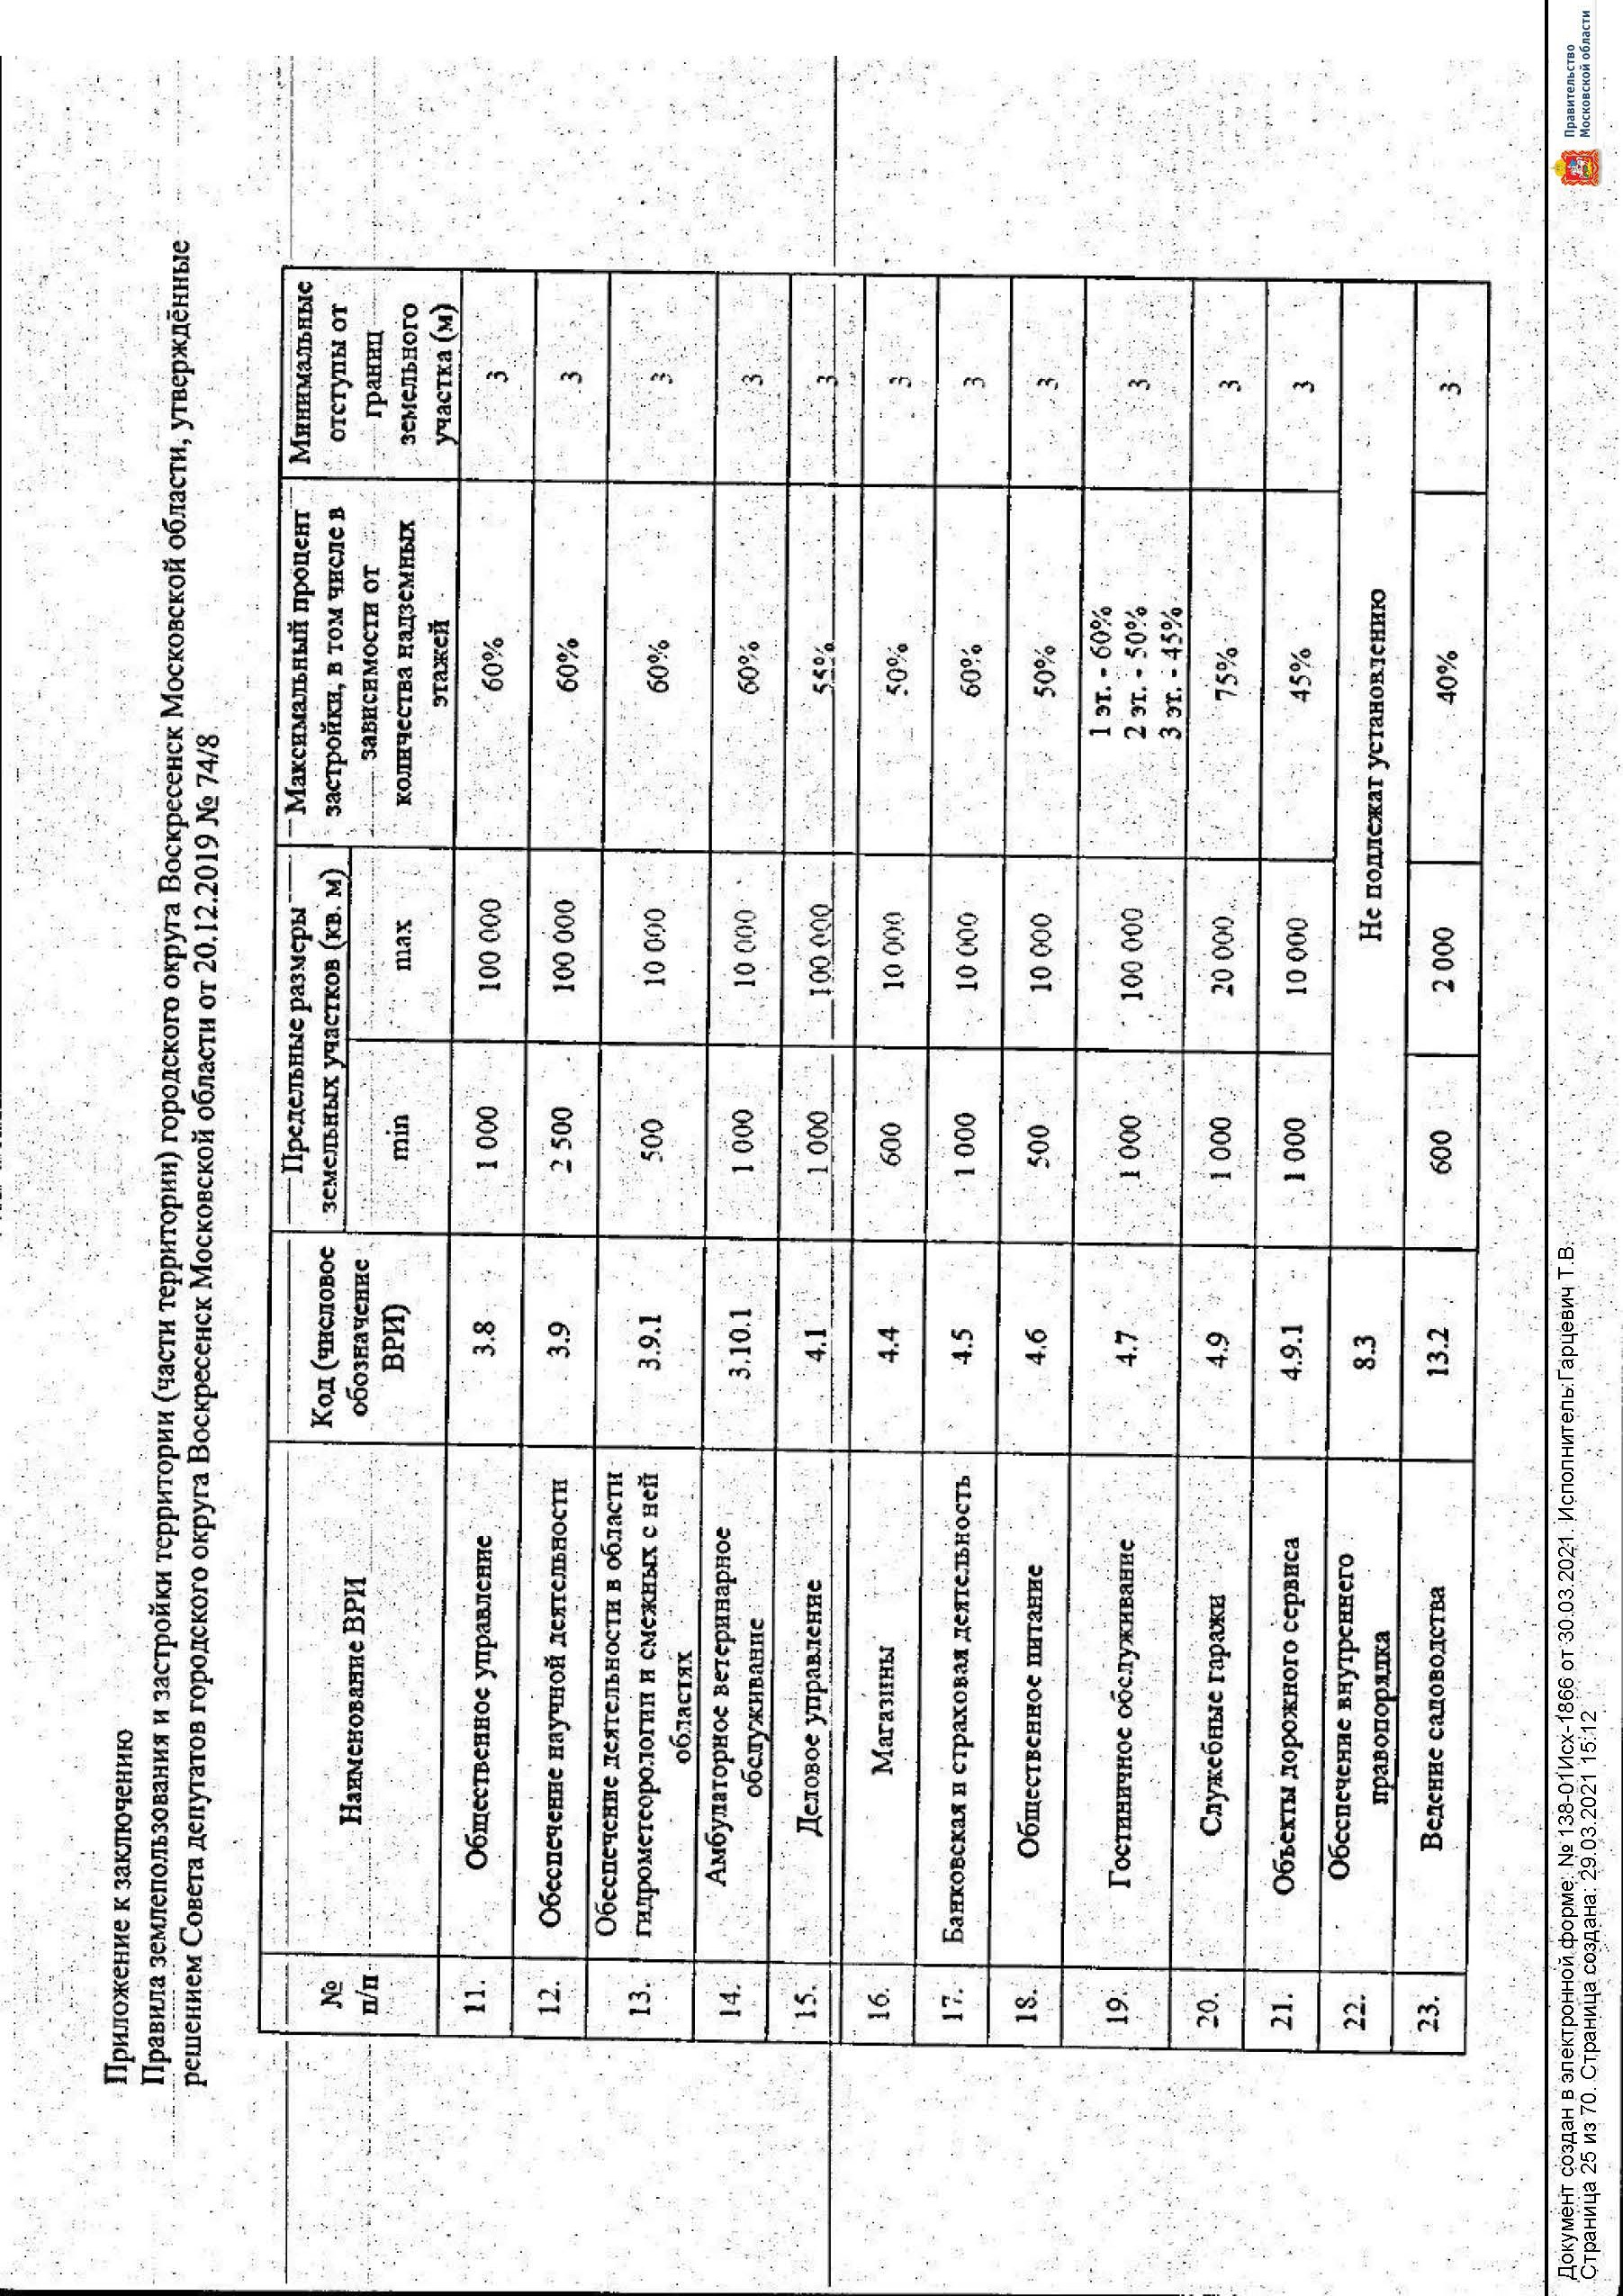 Приложение к заключению
Правила землепользования и застройки территории (части территории) городского округа Воскресенск Московской области, утверждённые
решением Совета депутатов городского округа Воскресенск Московской области от 20.12.2019 № 74/8
№ п/п
Наименование ВРИ
Код (числовое
обозначение
ВРИ)
Предельные размеры
земельных участков (кв. м)
min
max
Максимальный процент
застройки, в том числе в
зависимости от
количества надземных
этажей
Минимальные
отступы от
границ
земельного
участка (м)
11. Общественное управление 3.8 1 000 100 000 60% 3
12. Обеспечение научной деятельности 3.9 2 500 100 000 60% 3
13. Обеспечение деятельности в области
гидрометеорологии и смежных с ней
областях 3.9.1 500 10 000 60% 3
14. Амбулаторное ветеринарное
обслуживание 3.10.1 1 000 10 000 60% 3
15. Деловое управление 4.1 1 000 100 000 55% 3
16. Магазины 4.4 600 10 000 50% 3
17. Банковская и страховая деятельность 4.5 1 000 10 000 60% 3
18. Общественное питание 4.6 500 10 000 50% 3
19. Гостиничное обслуживание 4.7 1 000 100 000
1 эт. - 60%
2 эт. - 50%
3 эт. - 45%
3
20. Служебные гаражи 4.9 1 000 20 000 75% 3
21. Объекты дорожного сервиса 4.9.1 1 000 10 000 45% 3
22. Обеспечение внутреннего
правопорядка 8.3 Не подлежат установлению
23. Ведение садоводства 13.2 600 2 000 40% 3
Документ создан в электронной форме. № 138-01Исх-1866 от 30.03.2021. Исполнитель:Гарцевич Т.В.
Страница 25 из 70. Страница создана: 29.03.2021 15:12
Правительство
Московской области